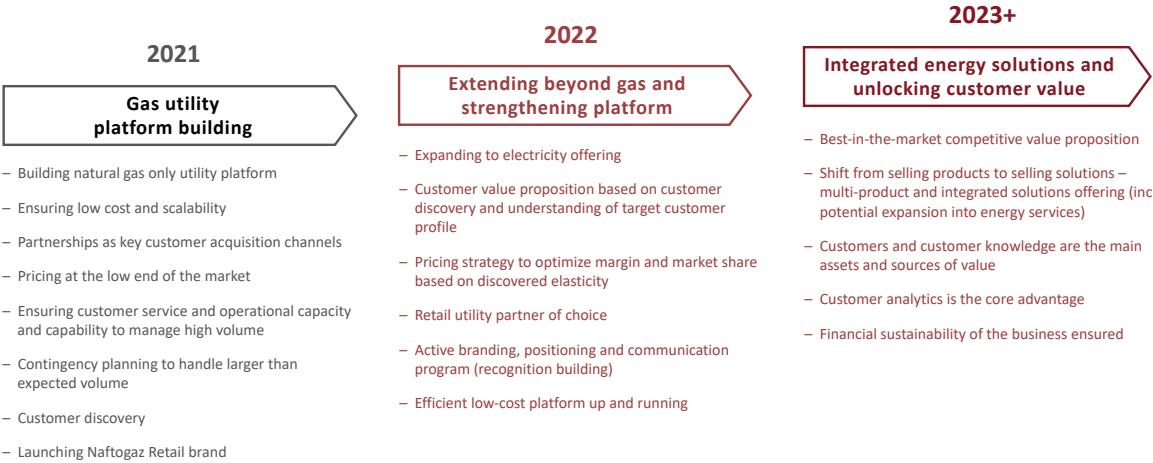 2021
Gas utility
platform building
– Building natural gas only utility platform
– Ensuring low cost and scalability
– Partnerships as key customer acquisition channels
– Pricing at the low end of the market
– Ensuring customer service and operational capacity
and capability to manage high volume
– Contingency planning to handle larger than
expected volume
– Customer discovery
– Launching Naftogaz Retail brand
2022
Extending beyond gas and
strengthening platform
– Expanding to electricity offering
– Customer value proposition based on customer
discovery and understanding of target customer
profile
– Pricing strategy to optimize margin and market share
based on discovered elasticity
– Retail utility partner of choice
– Active branding, positioning and communication
program (recognition building)
– Efficient low-cost platform up and running
2023+
Integrated energy solutions and
unlocking customer value
– Best-in-the-market competitive value proposition
– Shift from selling products to selling solutions –
multi-product and integrated solutions offering (inc
potential expansion into energy services)
– Customers and customer knowledge are the main
assets and sources of value
– Customer analytics is the core advantage
– Financial sustainability of the business ensured